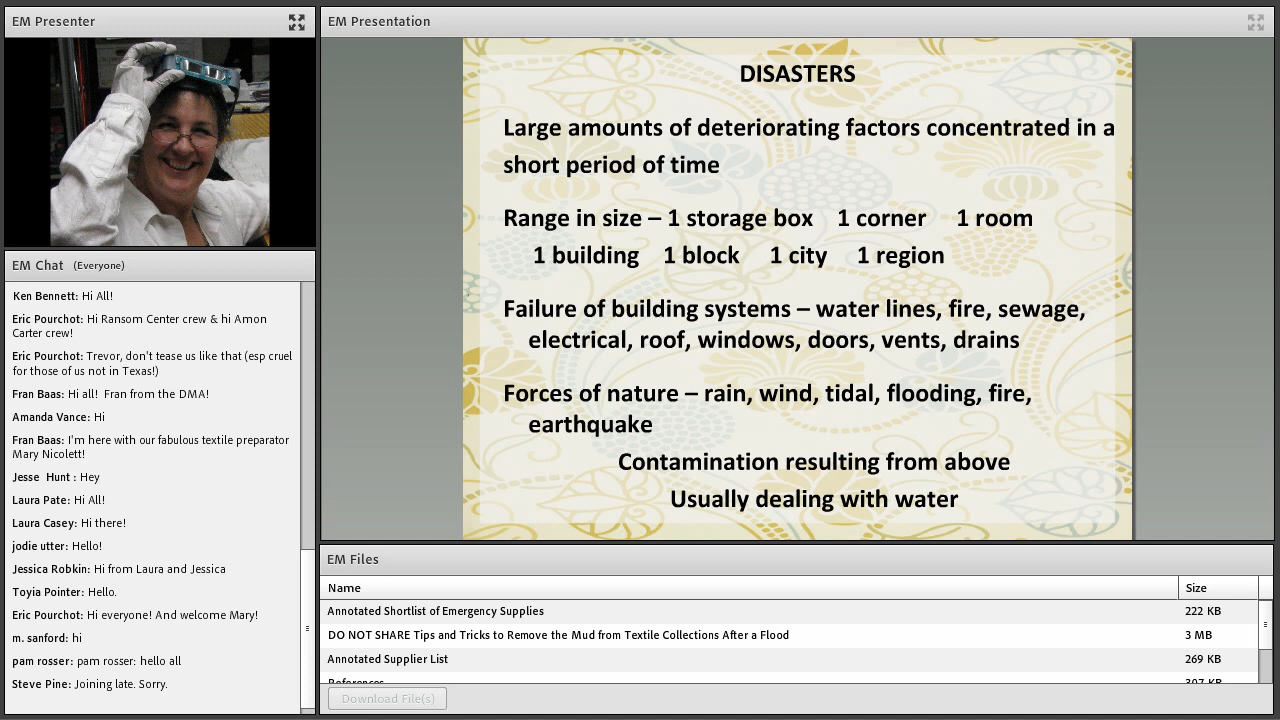 EM Presenter
EM Chat (Everyone)
Ken Bennett: Hi All!
Eric Pourchot: Hi Ransom Center crew & hi Amon
Carter crew!
Eric Pourchot: Trevor, don't tease us like that (esp cruel
for those of us not in Texas!)
Fran Baas: Hi all! Fran from the DMA!
Amanda Vance: Hi
Fran Baas: I'm here with our fabulous textile preparator
Mary Nicolett!
Jesse Hunt : Hey
Laura Pate: Hi All!
Laura Casey: Hi there!
jodie utter: Hello!
Jessica Robkin: Hi from Laura and Jessica
Toyia Pointer: Hello.
Eric Pourchot: Hi everyone! And welcome Mary!
m. sanford: hi
pam rosser: pam rosser: hello all
Steve Pine: Joining late. Sorry.
EM Presentation
DISASTERS
Large amounts of deteriorating factors concentrated in a
short period of time
Range in size – 1 storage box 1 corner 1 room
1 building 1 block 1 city 1 region
Failure of building systems – water lines, fire, sewage,
electrical, roof, windows, doors, vents, drains
Forces of nature – rain, wind, tidal, flooding, fire,
earthquake
Contamination resulting from above
Usually dealing with water
EM Files
Name Size
Annotated Shortlist of Emergency Supplies 222 KB
DO NOT SHARE Tips and Tricks to Remove the Mud from Textile Collections After a Flood 3 MB
Annotated Supplier List 269 KB
References 307 KB
Download File(s)